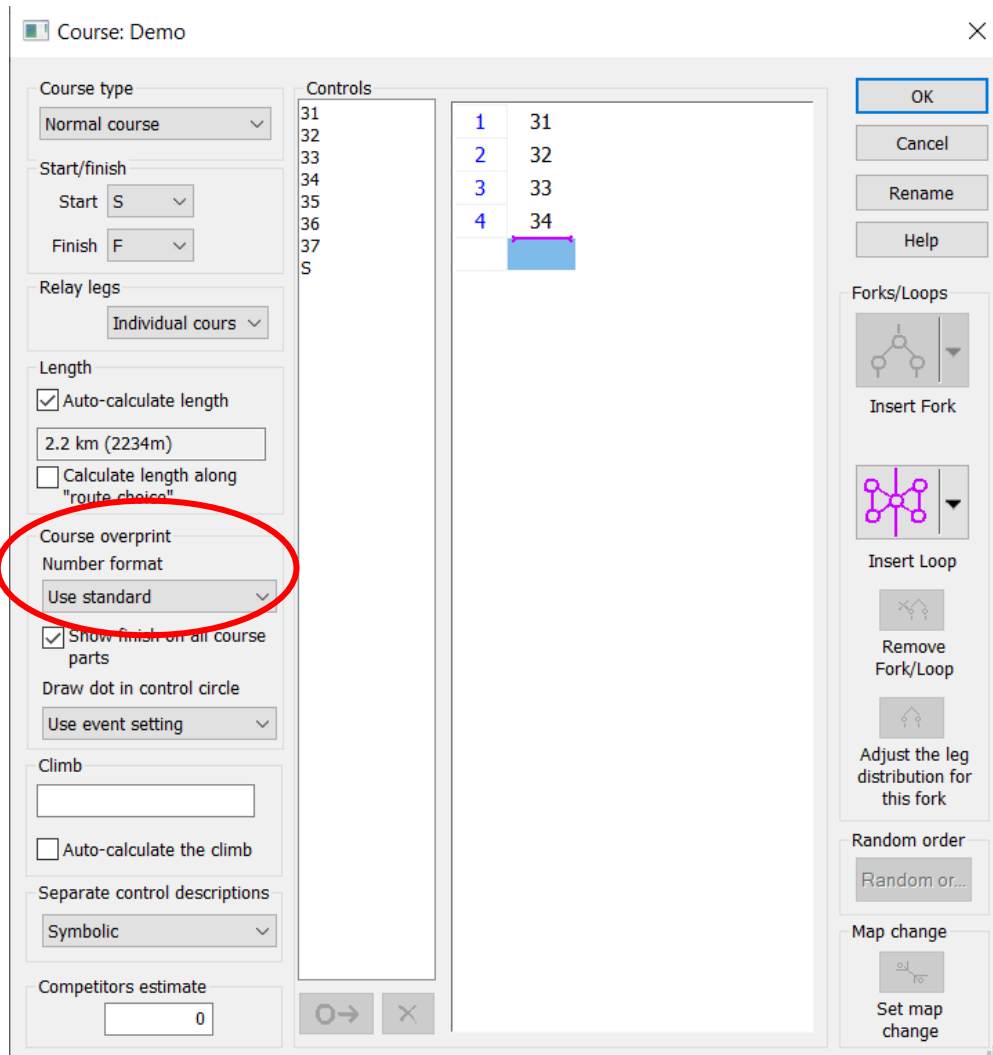 Course: Demo
Course type
Normal course
Start/finish
Start S
Finish F
Relay legs
Individual cours
Length
Auto-calculate length
2.2 km (2234m)
Calculate length along
"route choice"
Course overprint
Number format
Use standard
Show finish on all course
parts
Draw dot in control circle
Use event setting
Climb
Auto-calculate the climb
Separate control descriptions
Symbolic
Competitors estimate
0
Controls
31
32
33
34
35
36
37
S
1 31
2 32
3 33
4 34
OK
Cancel
Rename
Help
Forks/Loops
Insert Fork
Insert Loop
Remove
Fork/Loop
Adjust the leg
distribution for
this fork
Random order
Random or...
Map change
Set map
change